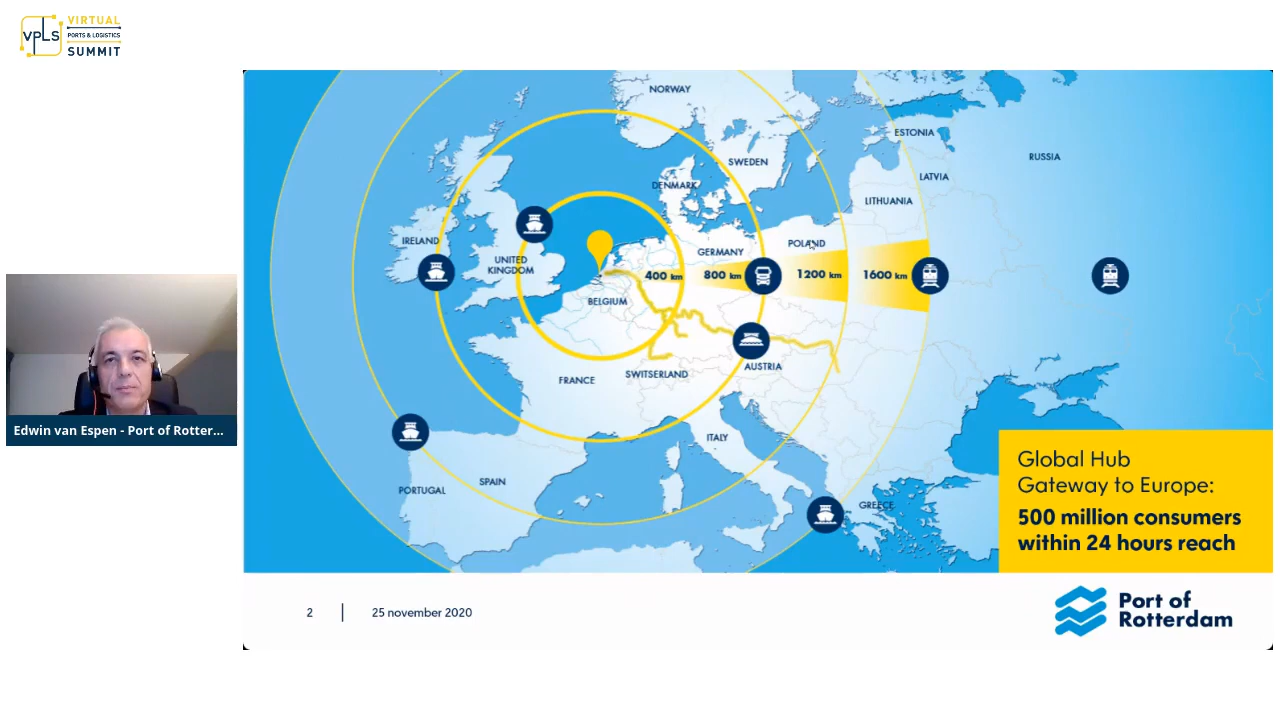 vpLs
VIRTUAL
PORTS & LOGISTICS
SUMMIT
NORWAY
ESTONIA
RUSSIA
SWEDEN
LATVIA
DENMARK
LITHUANIA
IRELAND
POLAND
GERMANY
UNITED
KINGDOM
400 km
800 km
1200 km
1600 km
BELGIUM
AUSTRIA
SWITSERLAND
FRANCE
Edwin van Espen - Port of Rotter...
ITALY
SPAIN
PORTUGAL
GREECE
Global Hub
Gateway to Europe:
500 million consumers
within 24 hours reach
2 | 25 november 2020
Port of
Rotterdam